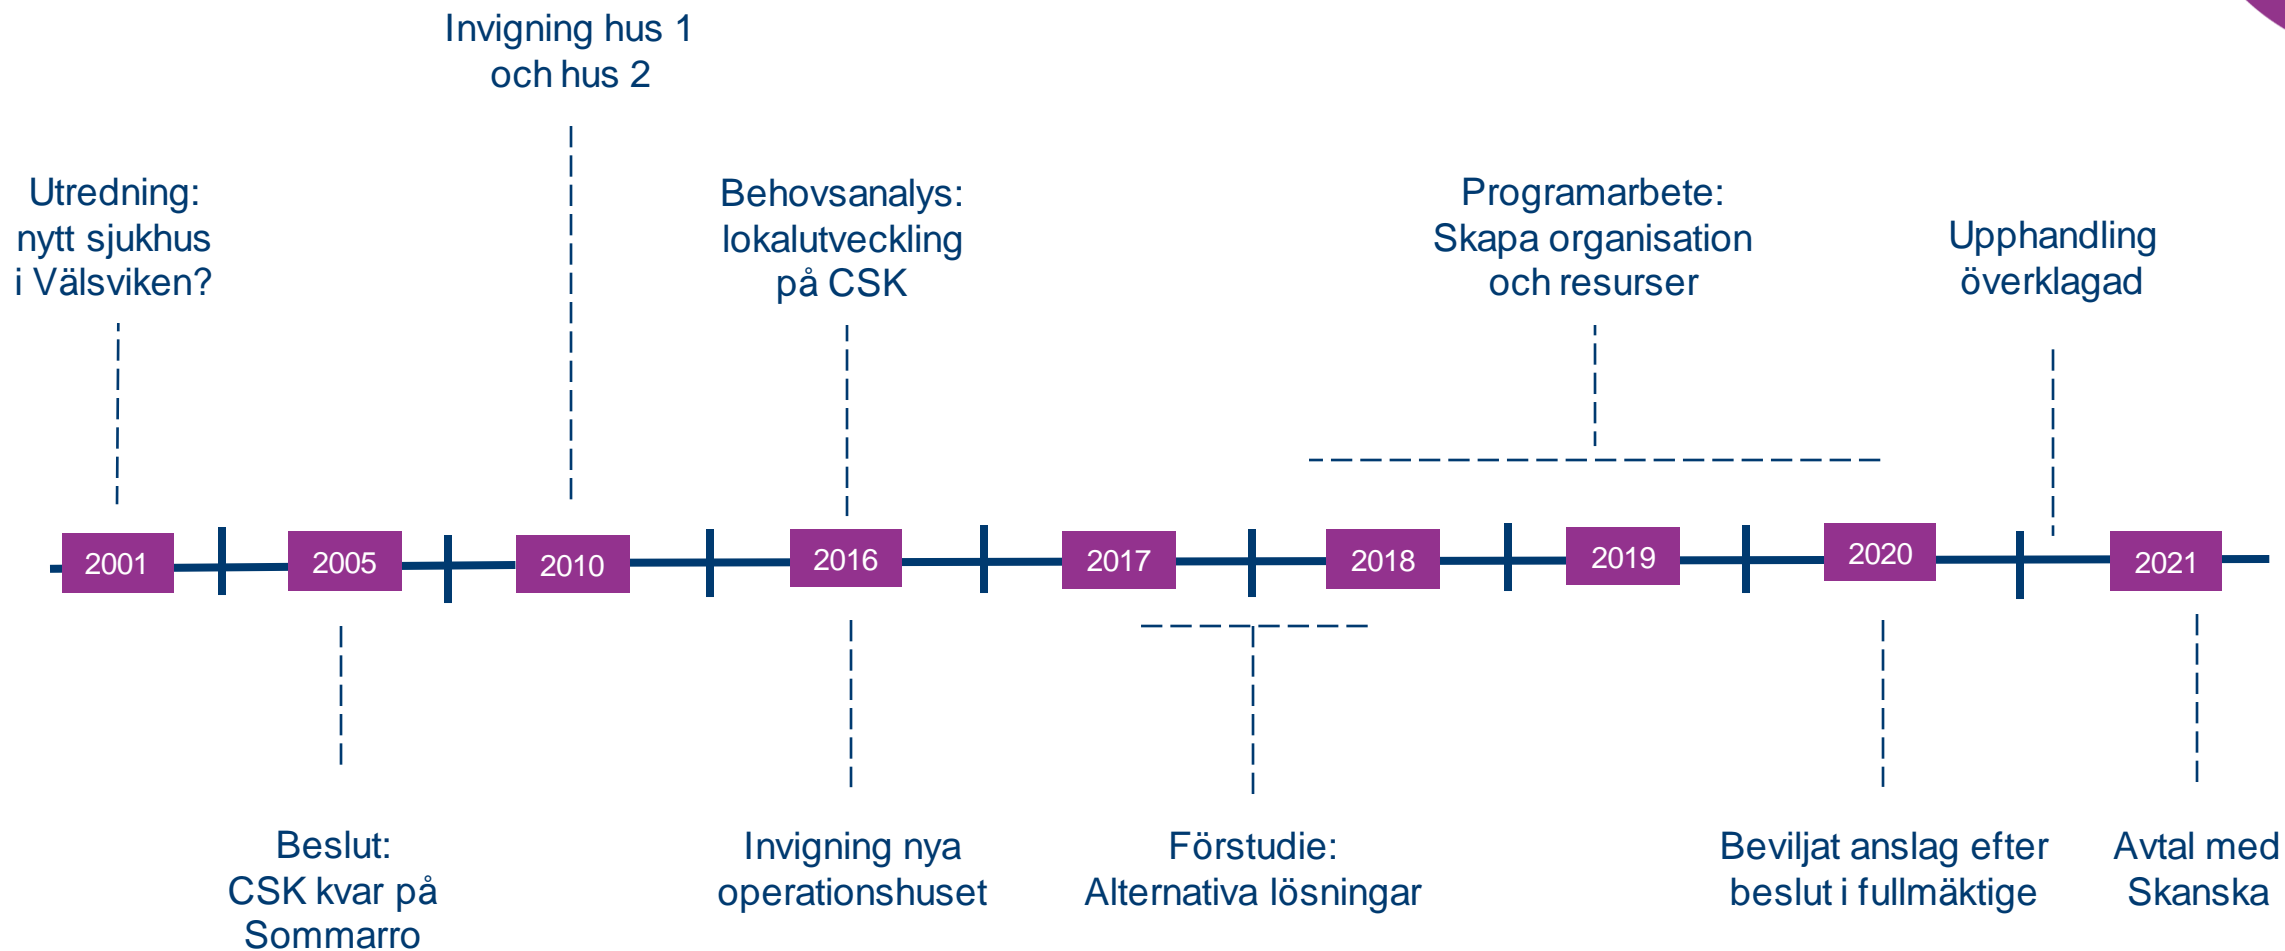 Invigning hus 1
och hus 2
Utredning:
nytt sjukhus
i Välsviken?
Behovsanalys:
lokalutveckling
på CSK
Programarbete:
Skapa organisation
och resurser
Upphandling
överklagad
2001
2005
2010
2016
2017
2018
2019
2020
2021
Beslut:
CSK kvar på
Sommarro
Invigning nya
operationshuset
Förstudie:
Alternativa lösningar
Beviljat anslag efter
beslut i fullmäktige
Avtal med
Skanska